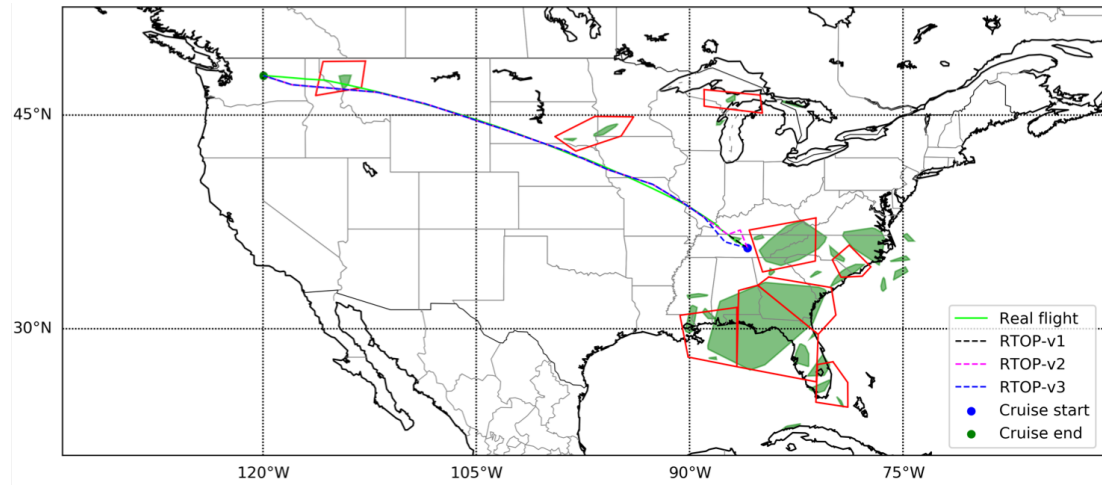 45°N
30°N
Real flight
RTOP-v1
RTOP-v2
RTOP-v3
Cruise start
Cruise end
120°W
105°W
90°W
75°W